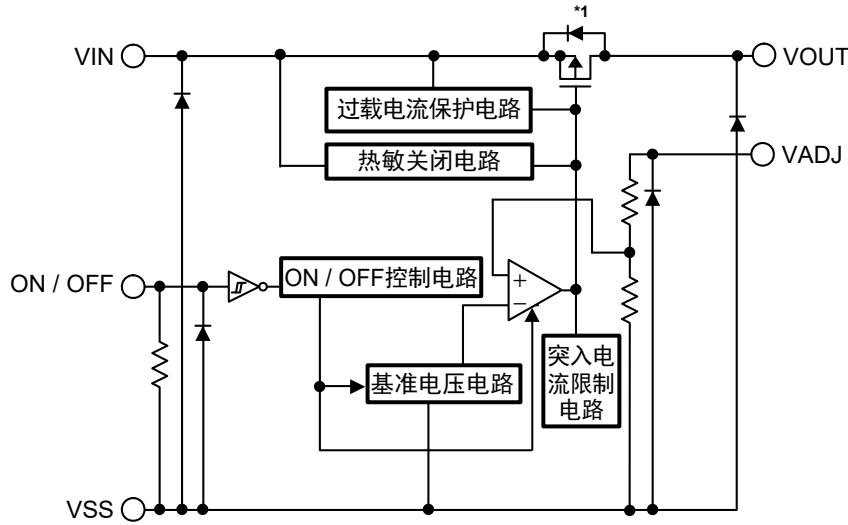 *1
VIN
VOUT
过载电流保护电路
VADJ
热敏关闭电路
ON / OFF
ON / OFF控制电路
+
−
基准电压电路
突入电
流限制
电路
VSS